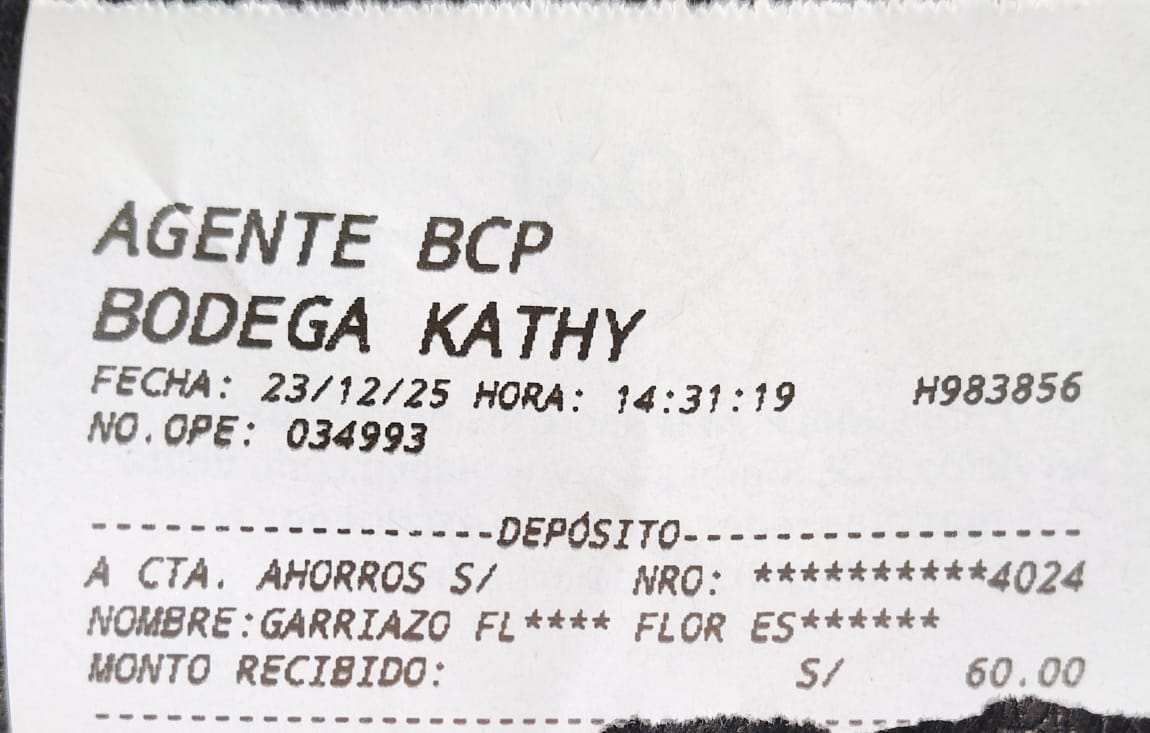 AGENTE BCP
BODEGA KATHY
FECHA: 23/12/25 HORA: 14:31:19 H983856
NO.OPE: 034993
-----------------DEPÓSITO-----------------
A CTA. AHORROS S/ NRO: **********4024
NOMBRE:GARRIAZO FL**** FLOR ES******
MONTO RECIBIDO: S/ 60.00
------------------------------------------